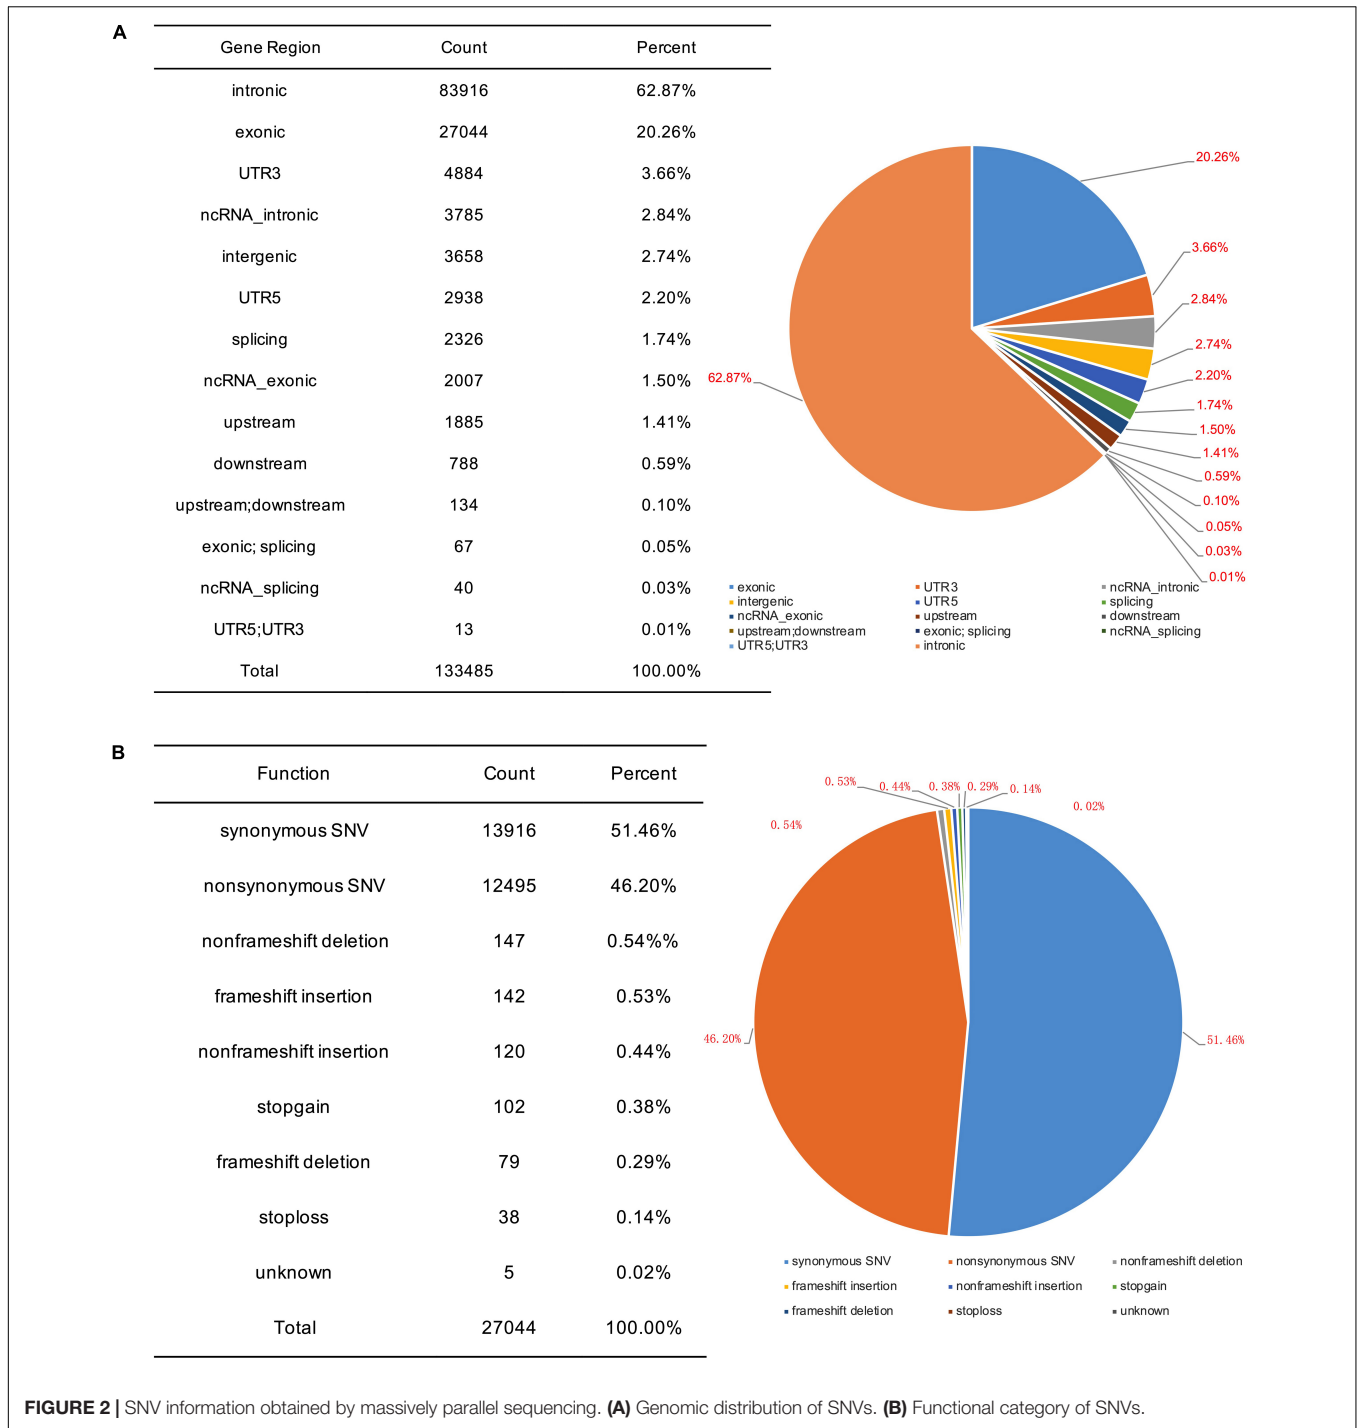 A
Gene Region Count Percent
intronic 83916 62.87%
exonic 27044 20.26%
UTR3 4884 3.66%
ncRNA_intronic 3785 2.84%
intergenic 3658 2.74%
UTR5 2938 2.20%
splicing 2326 1.74%
ncRNA_exonic 2007 1.50%
upstream 1885 1.41%
downstream 788 0.59%
upstream;downstream 134 0.10%
exonic; splicing 67 0.05%
ncRNA_splicing 40 0.03%
UTR5;UTR3 13 0.01%
Total 133485 100.00%
20.26%
3.66%
2.84%
2.74%
2.20%
1.74%
1.50%
1.41%
0.59%
0.10%
0.05%
0.03%
0.01%
62.87%
exonic UTR3 ncRNA_intronic
intergenic UTR5 splicing
ncRNA_exonic upstream downstream
upstream;downstream exonic; splicing ncRNA_splicing
UTR5;UTR3 intronic
B
Function Count Percent
synonymous SNV 13916 51.46%
nonsynonymous SNV 12495 46.20%
nonframeshift deletion 147 0.54%%
frameshift insertion 142 0.53%
nonframeshift insertion 120 0.44%
stopgain 102 0.38%
frameshift deletion 79 0.29%
stoploss 38 0.14%
unknown 5 0.02%
Total 27044 100.00%
0.53% 0.44% 0.38% 0.29% 0.14%
0.02%
0.54%
46.20%
51.46%
synonymous SNV nonsynonymous SNV nonframeshift deletion
frameshift insertion nonframeshift insertion stopgain
frameshift deletion stoploss unknown
FIGURE 2 | SNV information obtained by massively parallel sequencing. (A) Genomic distribution of SNVs. (B) Functional category of SNVs.